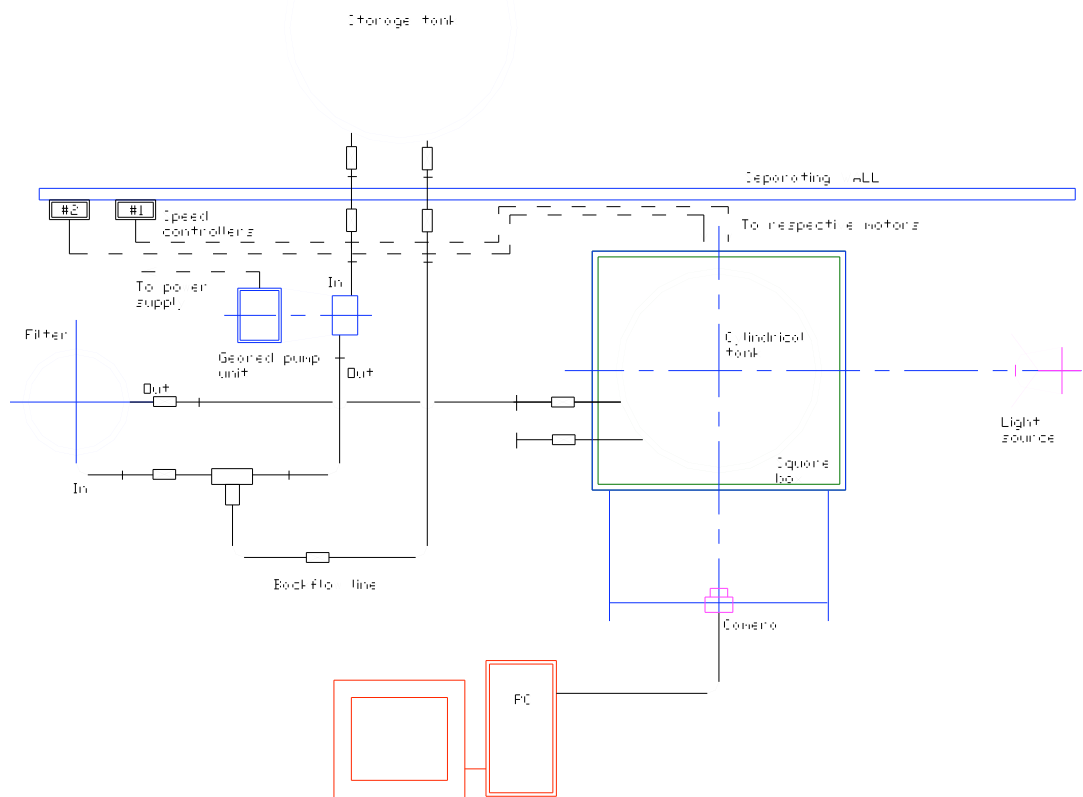 Storage tank
Separating wALL
#2
#1
Speed
controllers
To respective motors
To power
supply
In
Filter
Cylindrical
tank
Geared pump
unit
Out
Out
Light
source
Square
box
In
Backflow line
Camera
PC